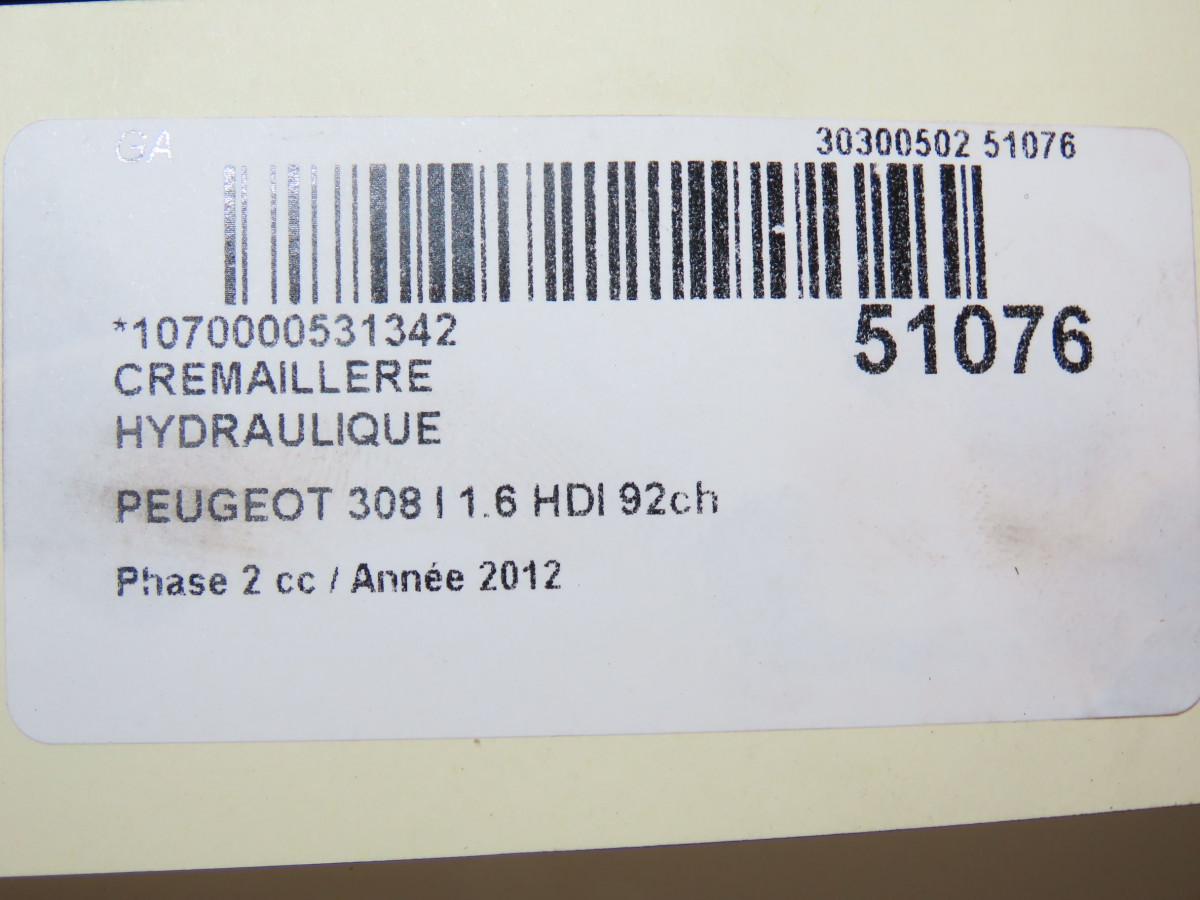 GA
30300502 51076
*1070000531342
51076
CREMAILLERE
HYDRAULIQUE
PEUGEOT 308 I 1.6 HDI 92ch
Phase 2 cc / Année 2012